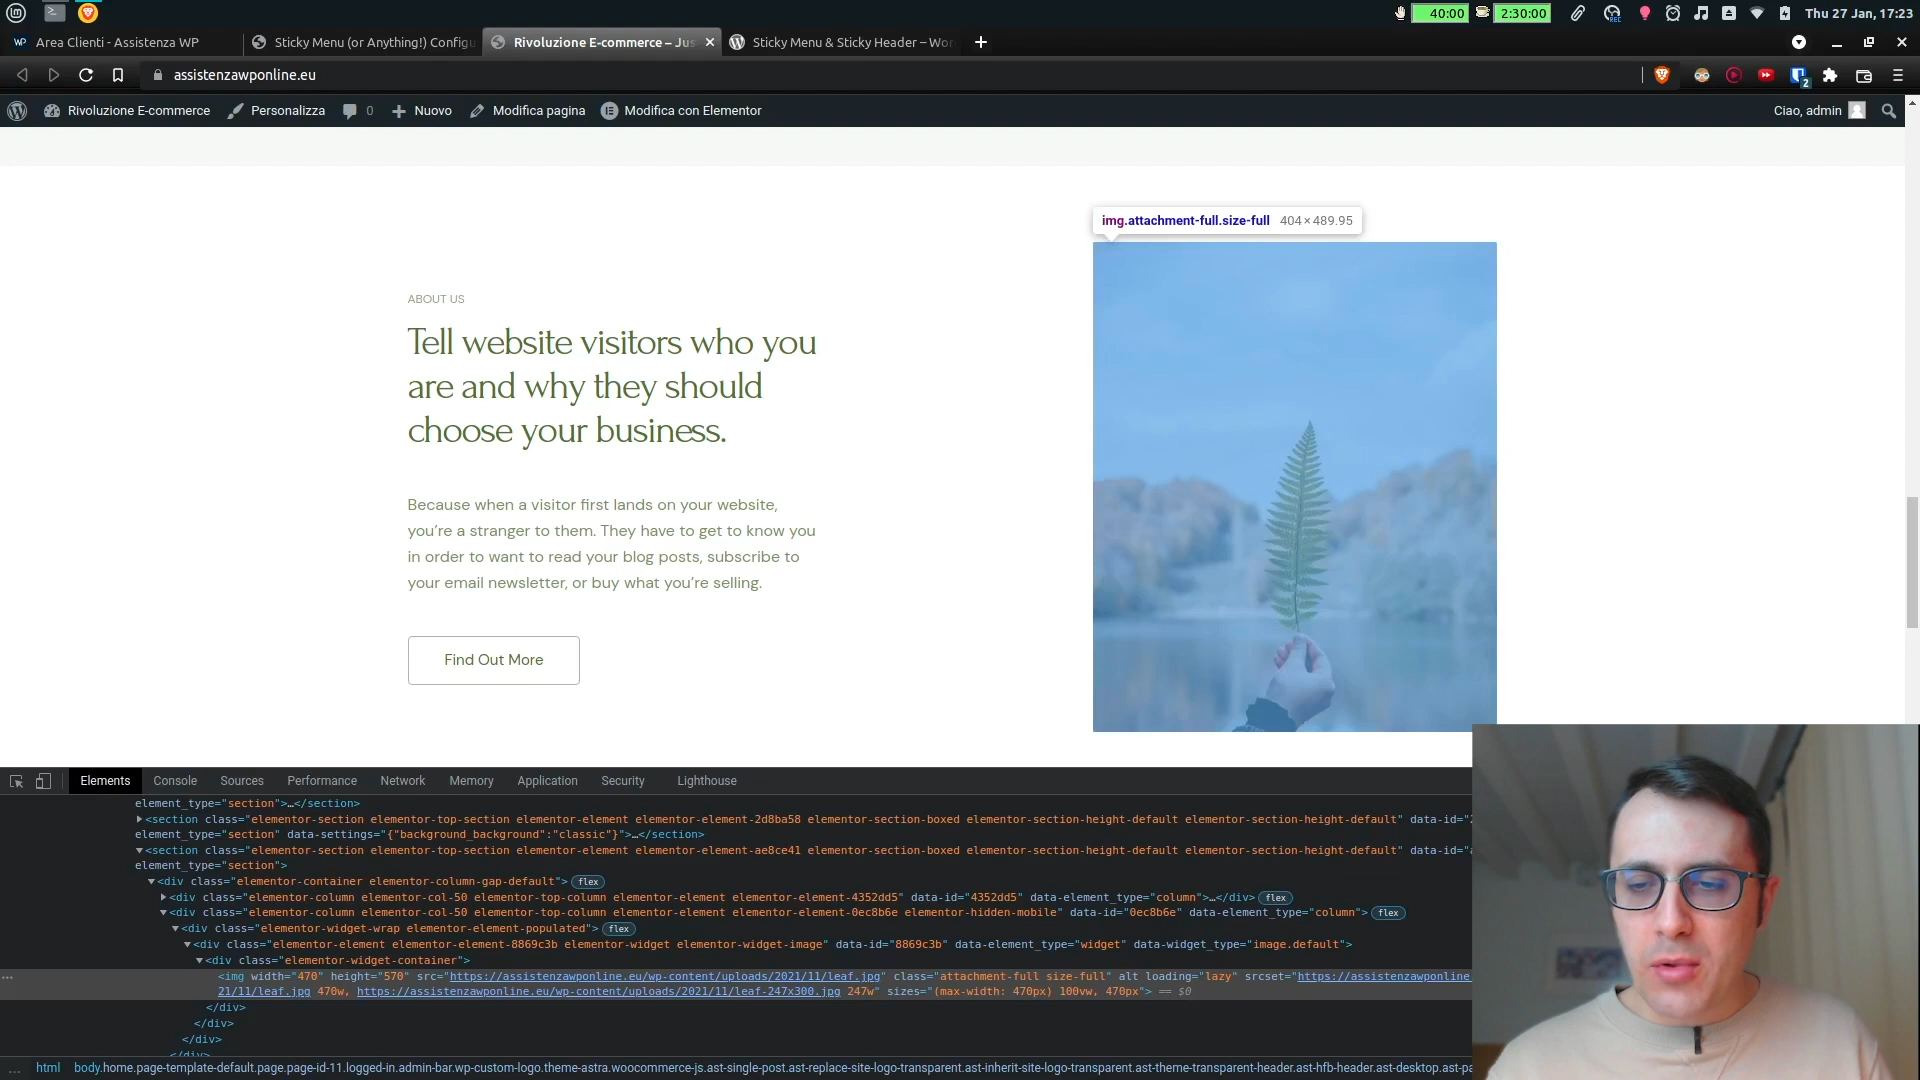 40:00
2:30:00
Thu 27 Jan, 17:23
Area Clienti - Assistenza WP
Sticky Menu (or Anything!) Configu
Rivoluzione E-commerce – Jus
Sticky Menu & Sticky Header – Wor
assistenzawponline.eu
2
Rivoluzione E-commerce
Personalizza
0
Nuovo
Modifica pagina
Modifica con Elementor
Ciao, admin
img.attachment-full.size-full 404 × 489.95
ABOUT US
Tell website visitors who you
are and why they should
choose your business.
Because when a visitor first lands on your website,
you’re a stranger to them. They have to get to know you
in order to want to read your blog posts, subscribe to
your email newsletter, or buy what you’re selling.
Find Out More
Elements
Console
Sources
Performance
Network
Memory
Application
Security
Lighthouse
element_type="section">…</section>
<section class="elementor-section elementor-top-section elementor-element elementor-element-2d8ba58 elementor-section-boxed elementor-section-height-default elementor-section-height-default" data-id="2
element_type="section" data-settings="{"background_background":"classic"}">…</section>
<section class="elementor-section elementor-top-section elementor-element elementor-element-ae8ce41 elementor-section-boxed elementor-section-height-default elementor-section-height-default" data-id="a
element_type="section">
<div class="elementor-container elementor-column-gap-default"> flex
<div class="elementor-column elementor-col-50 elementor-top-column elementor-element elementor-element-4352dd5" data-id="4352dd5" data-element_type="column">…</div> flex
<div class="elementor-column elementor-col-50 elementor-top-column elementor-element elementor-element-0ec8b6e elementor-hidden-mobile" data-id="0ec8b6e" data-element_type="column"> flex
<div class="elementor-widget-wrap elementor-element-populated"> flex
<div class="elementor-element elementor-element-8869c3b elementor-widget elementor-widget-image" data-id="8869c3b" data-element_type="widget" data-widget_type="image.default">
<div class="elementor-widget-container">
<img width="470" height="570" src="https://assistenzawponline.eu/wp-content/uploads/2021/11/leaf.jpg" class="attachment-full size-full" alt loading="lazy" srcset="https://assistenzawponline
21/11/leaf.jpg 470w, https://assistenzawponline.eu/wp-content/uploads/2021/11/leaf-247x300.jpg 247w" sizes="(max-width: 470px) 100vw, 470px"> == $0
</div>
</div>
</div>
</div>
… html body.home.page-template-default.page.page-id-11.logged-in.admin-bar.wp-custom-logo.theme-astra.woocommerce-js.ast-single-post.ast-replace-site-logo-transparent.ast-inherit-site-logo-transparent.ast-theme-transparent-header.ast-hfb-header.ast-desktop.ast-pa